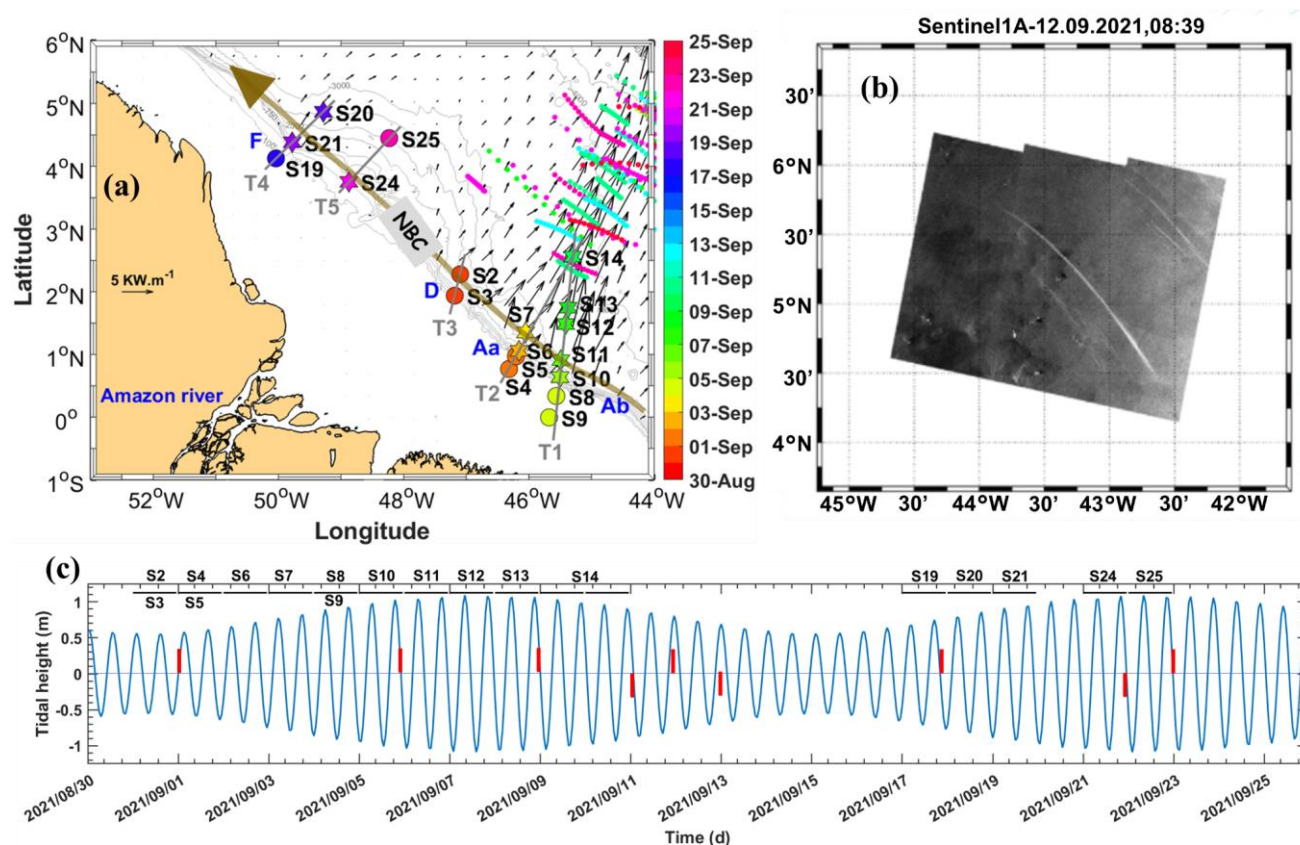 Sentinel1A-12.09.2021,08:39
(a)
6°N
5°N
4°N
3°N
2°N
1°N
0°
1°S
Latitude
52°W 50°W 48°W 46°W 44°W
Longitude
5 KW.m⁻¹
Amazon river
NBC
F
D
Aa
Ab
T4
T5
T3
T2
T1
S20
S21
S19
S25
S24
S2
S3
S7
S6
S5
S4
S14
S13
S12
S11
S10
S8
S9
3000
750
100
25-Sep
23-Sep
21-Sep
19-Sep
17-Sep
15-Sep
13-Sep
11-Sep
09-Sep
07-Sep
05-Sep
03-Sep
01-Sep
30-Aug
(b)
30'
6°N
30'
5°N
30'
4°N
45°W 30' 44°W 30' 43°W 30' 42°W
(c)
S2 S4 S6 S7 S8 S10 S11 S12 S13 S14 S19 S20 S21 S24 S25
S3 S5 S9
1
0.5
0
-0.5
-1
Tidal height (m)
2021/08/30 2021/09/01 2021/09/03 2021/09/05 2021/09/07 2021/09/09 2021/09/11 2021/09/13 2021/09/15 2021/09/17 2021/09/19 2021/09/21 2021/09/23 2021/09/25
Time (d)